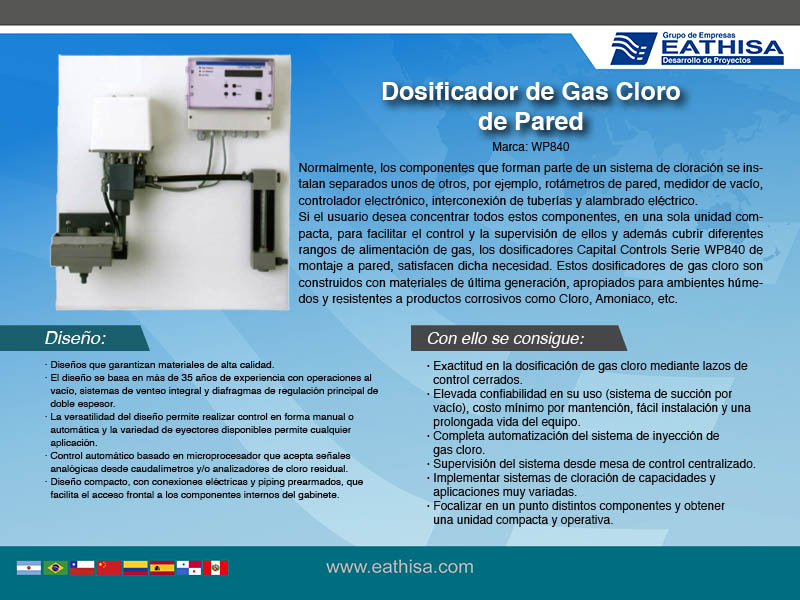 Grupo de Empresas
EATHISA
Desarrollo de Proyectos
Dosificador de Gas Cloro
de Pared
Marca: WP840
Normalmente, los componentes que forman parte de un sistema de cloración se ins-
talan separados unos de otros, por ejemplo, rotámetros de pared, medidor de vacío,
controlador electrónico, interconexión de tuberías y alambrado eléctrico.
Si el usuario desea concentrar todos estos componentes, en una sola unidad com-
pacta, para facilitar el control y la supervisión de ellos y además cubrir diferentes
rangos de alimentación de gas, los dosificadores Capital Controls Serie WP840 de
montaje a pared, satisfacen dicha necesidad. Estos dosificadores de gas cloro son
construidos con materiales de última generación, apropiados para ambientes húme-
dos y resistentes a productos corrosivos como Cloro, Amoniaco, etc.
Diseño:
· Diseños que garantizan materiales de alta calidad.
· El diseño se basa en más de 35 años de experiencia con operaciones al
vacío, sistemas de venteo integral y diafragmas de regulación principal de
doble espesor.
· La versatilidad del diseño permite realizar control en forma manual o
automática y la variedad de eyectores disponibles permite cualquier
aplicación.
· Control automático basado en microprocesador que acepta señales
analógicas desde caudalímetros y/o analizadores de cloro residual.
· Diseño compacto, con conexiones eléctricas y piping prearmados, que
facilita el acceso frontal a los componentes internos del gabinete.
Con ello se consigue:
· Exactitud en la dosificación de gas cloro mediante lazos de
control cerrados.
· Elevada confiabilidad en su uso (sistema de succión por
vacío), costo mínimo por mantención, fácil instalación y una
prolongada vida del equipo.
· Completa automatización del sistema de inyección de
gas cloro.
· Supervisión del sistema desde mesa de control centralizado.
· Implementar sistemas de cloración de capacidades y
aplicaciones muy variadas.
· Focalizar en un punto distintos componentes y obtener
una unidad compacta y operativa.
www.eathisa.com